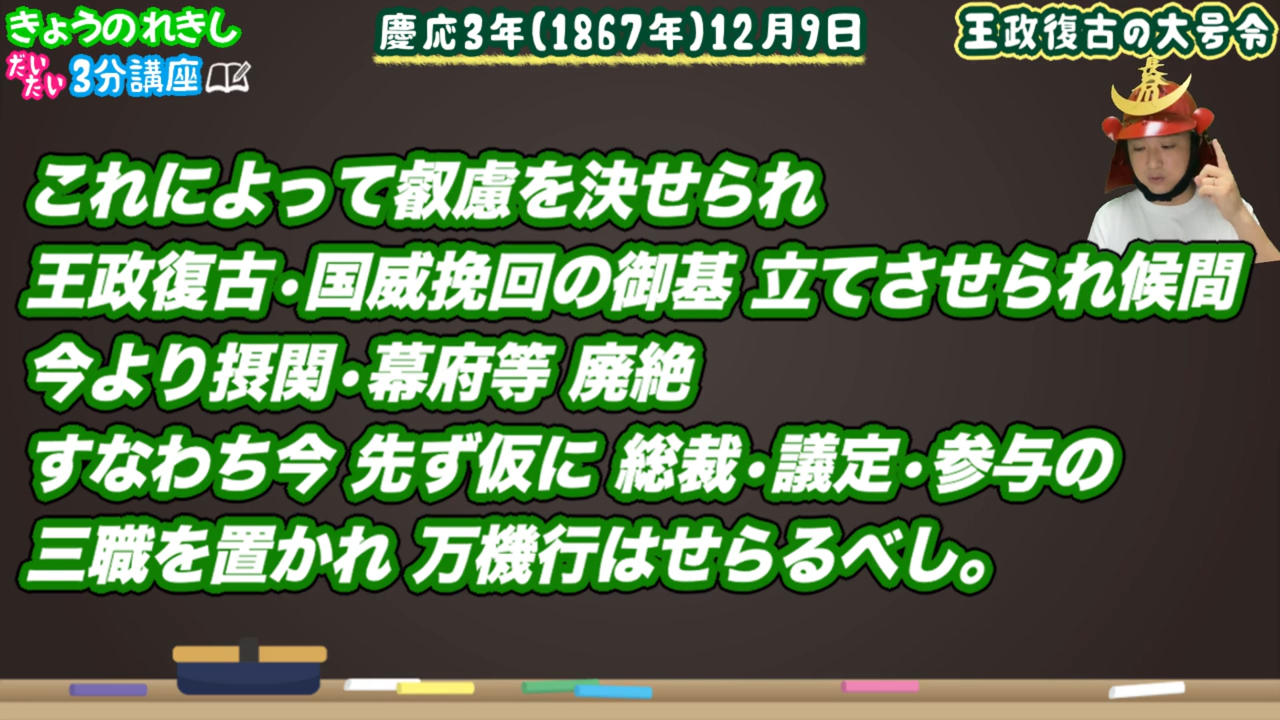 きょうのれきし
だいたい3分講座
慶応3年(1867年)12月9日
王政復古の大号令
これによって叡慮を決せられ
王政復古・国威挽回の御基 立てさせられ候間
今より摂関・幕府等 廃絶
すなわち今 先ず仮に 総裁・議定・参与の
三職を置かれ 万機行はせらるべし。